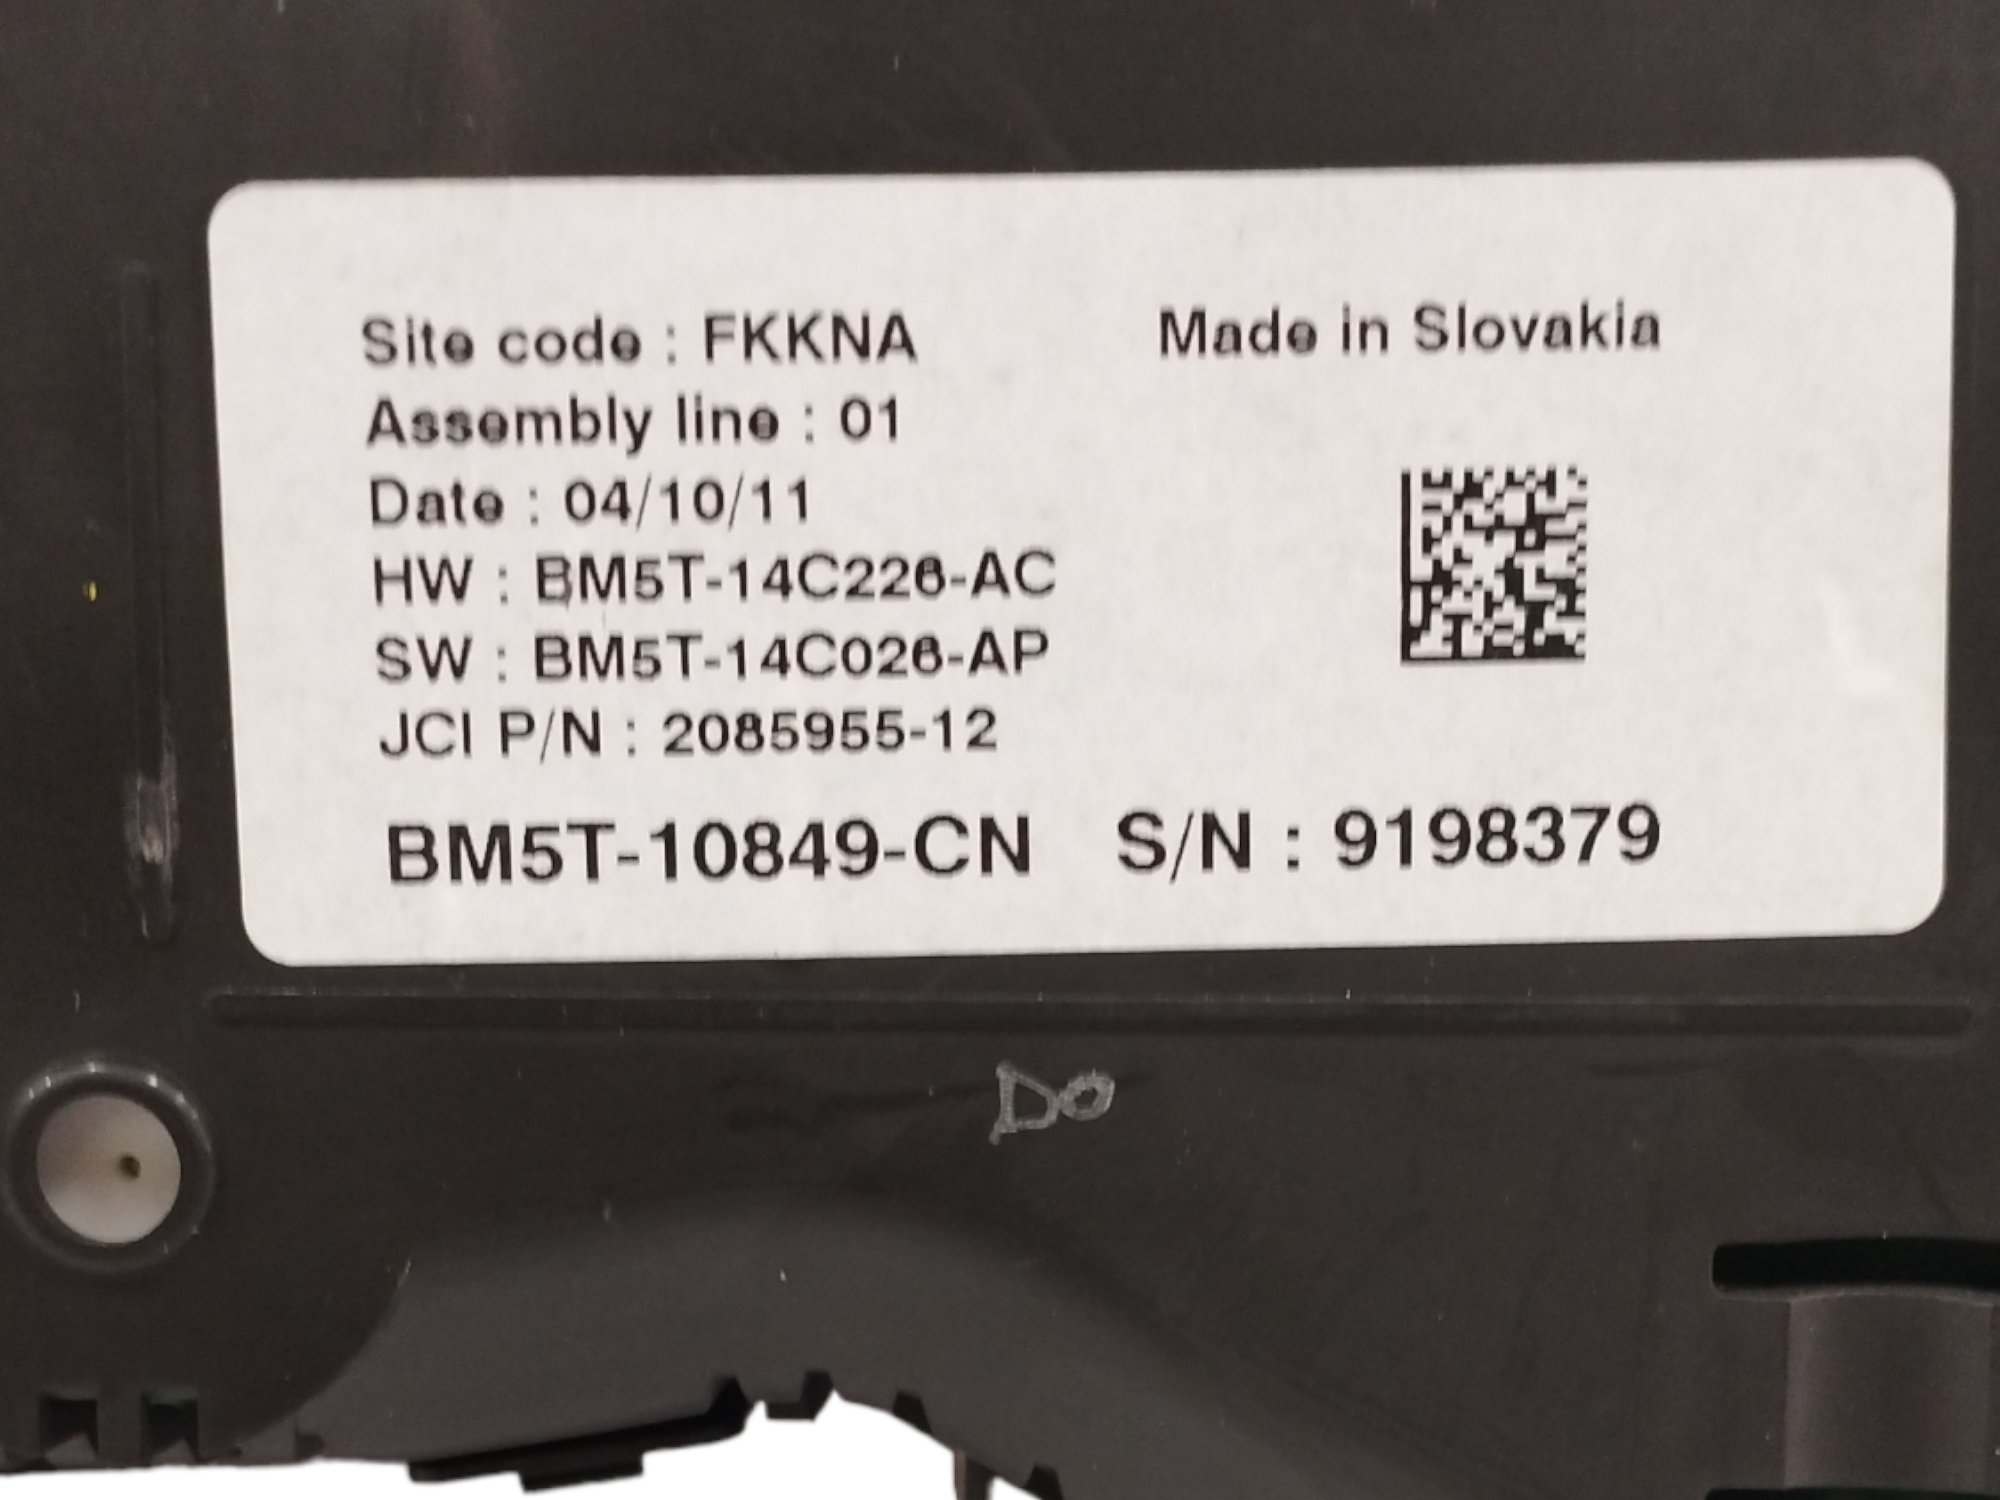 Site code : FKKNA
Made in Slovakia
Assembly line : 01
Date : 04/10/11
HW : BM5T-14C226-AC
SW : BM5T-14C026-AP
JCI P/N : 2085955-12
BM5T-10849-CN S/N : 9198379
DO